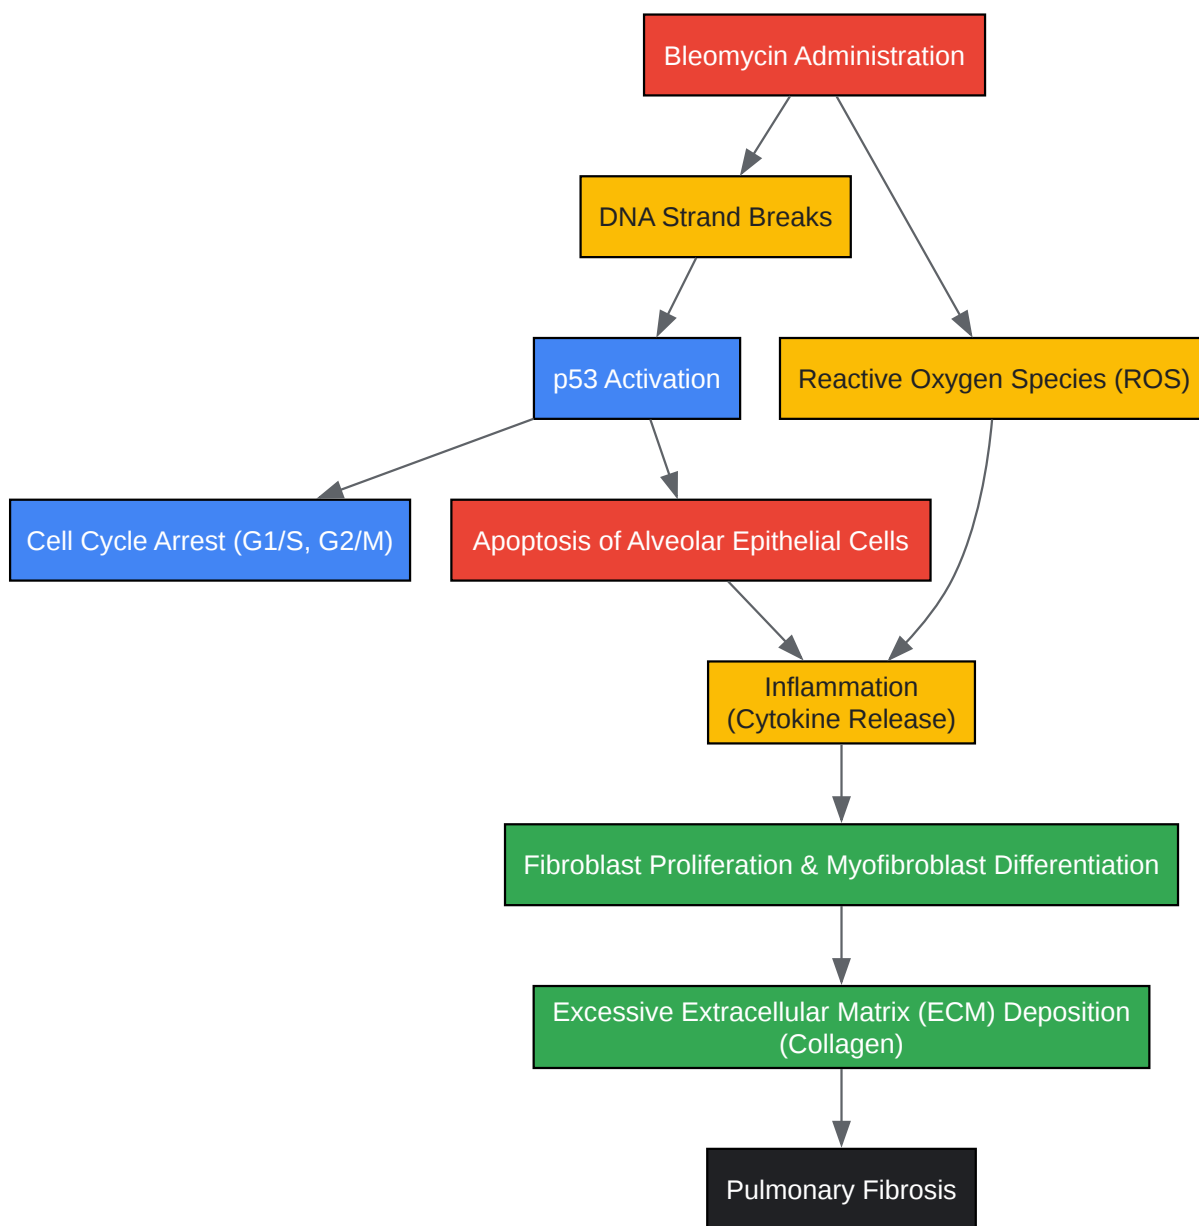 Bleomycin Administration
DNA Strand Breaks
p53 Activation
Reactive Oxygen Species (ROS)
Cell Cycle Arrest (G1/S, G2/M)
Apoptosis of Alveolar Epithelial Cells
Inflammation
(Cytokine Release)
Fibroblast Proliferation & Myofibroblast Differentiation
Excessive Extracellular Matrix (ECM) Deposition
(Collagen)
Pulmonary Fibrosis